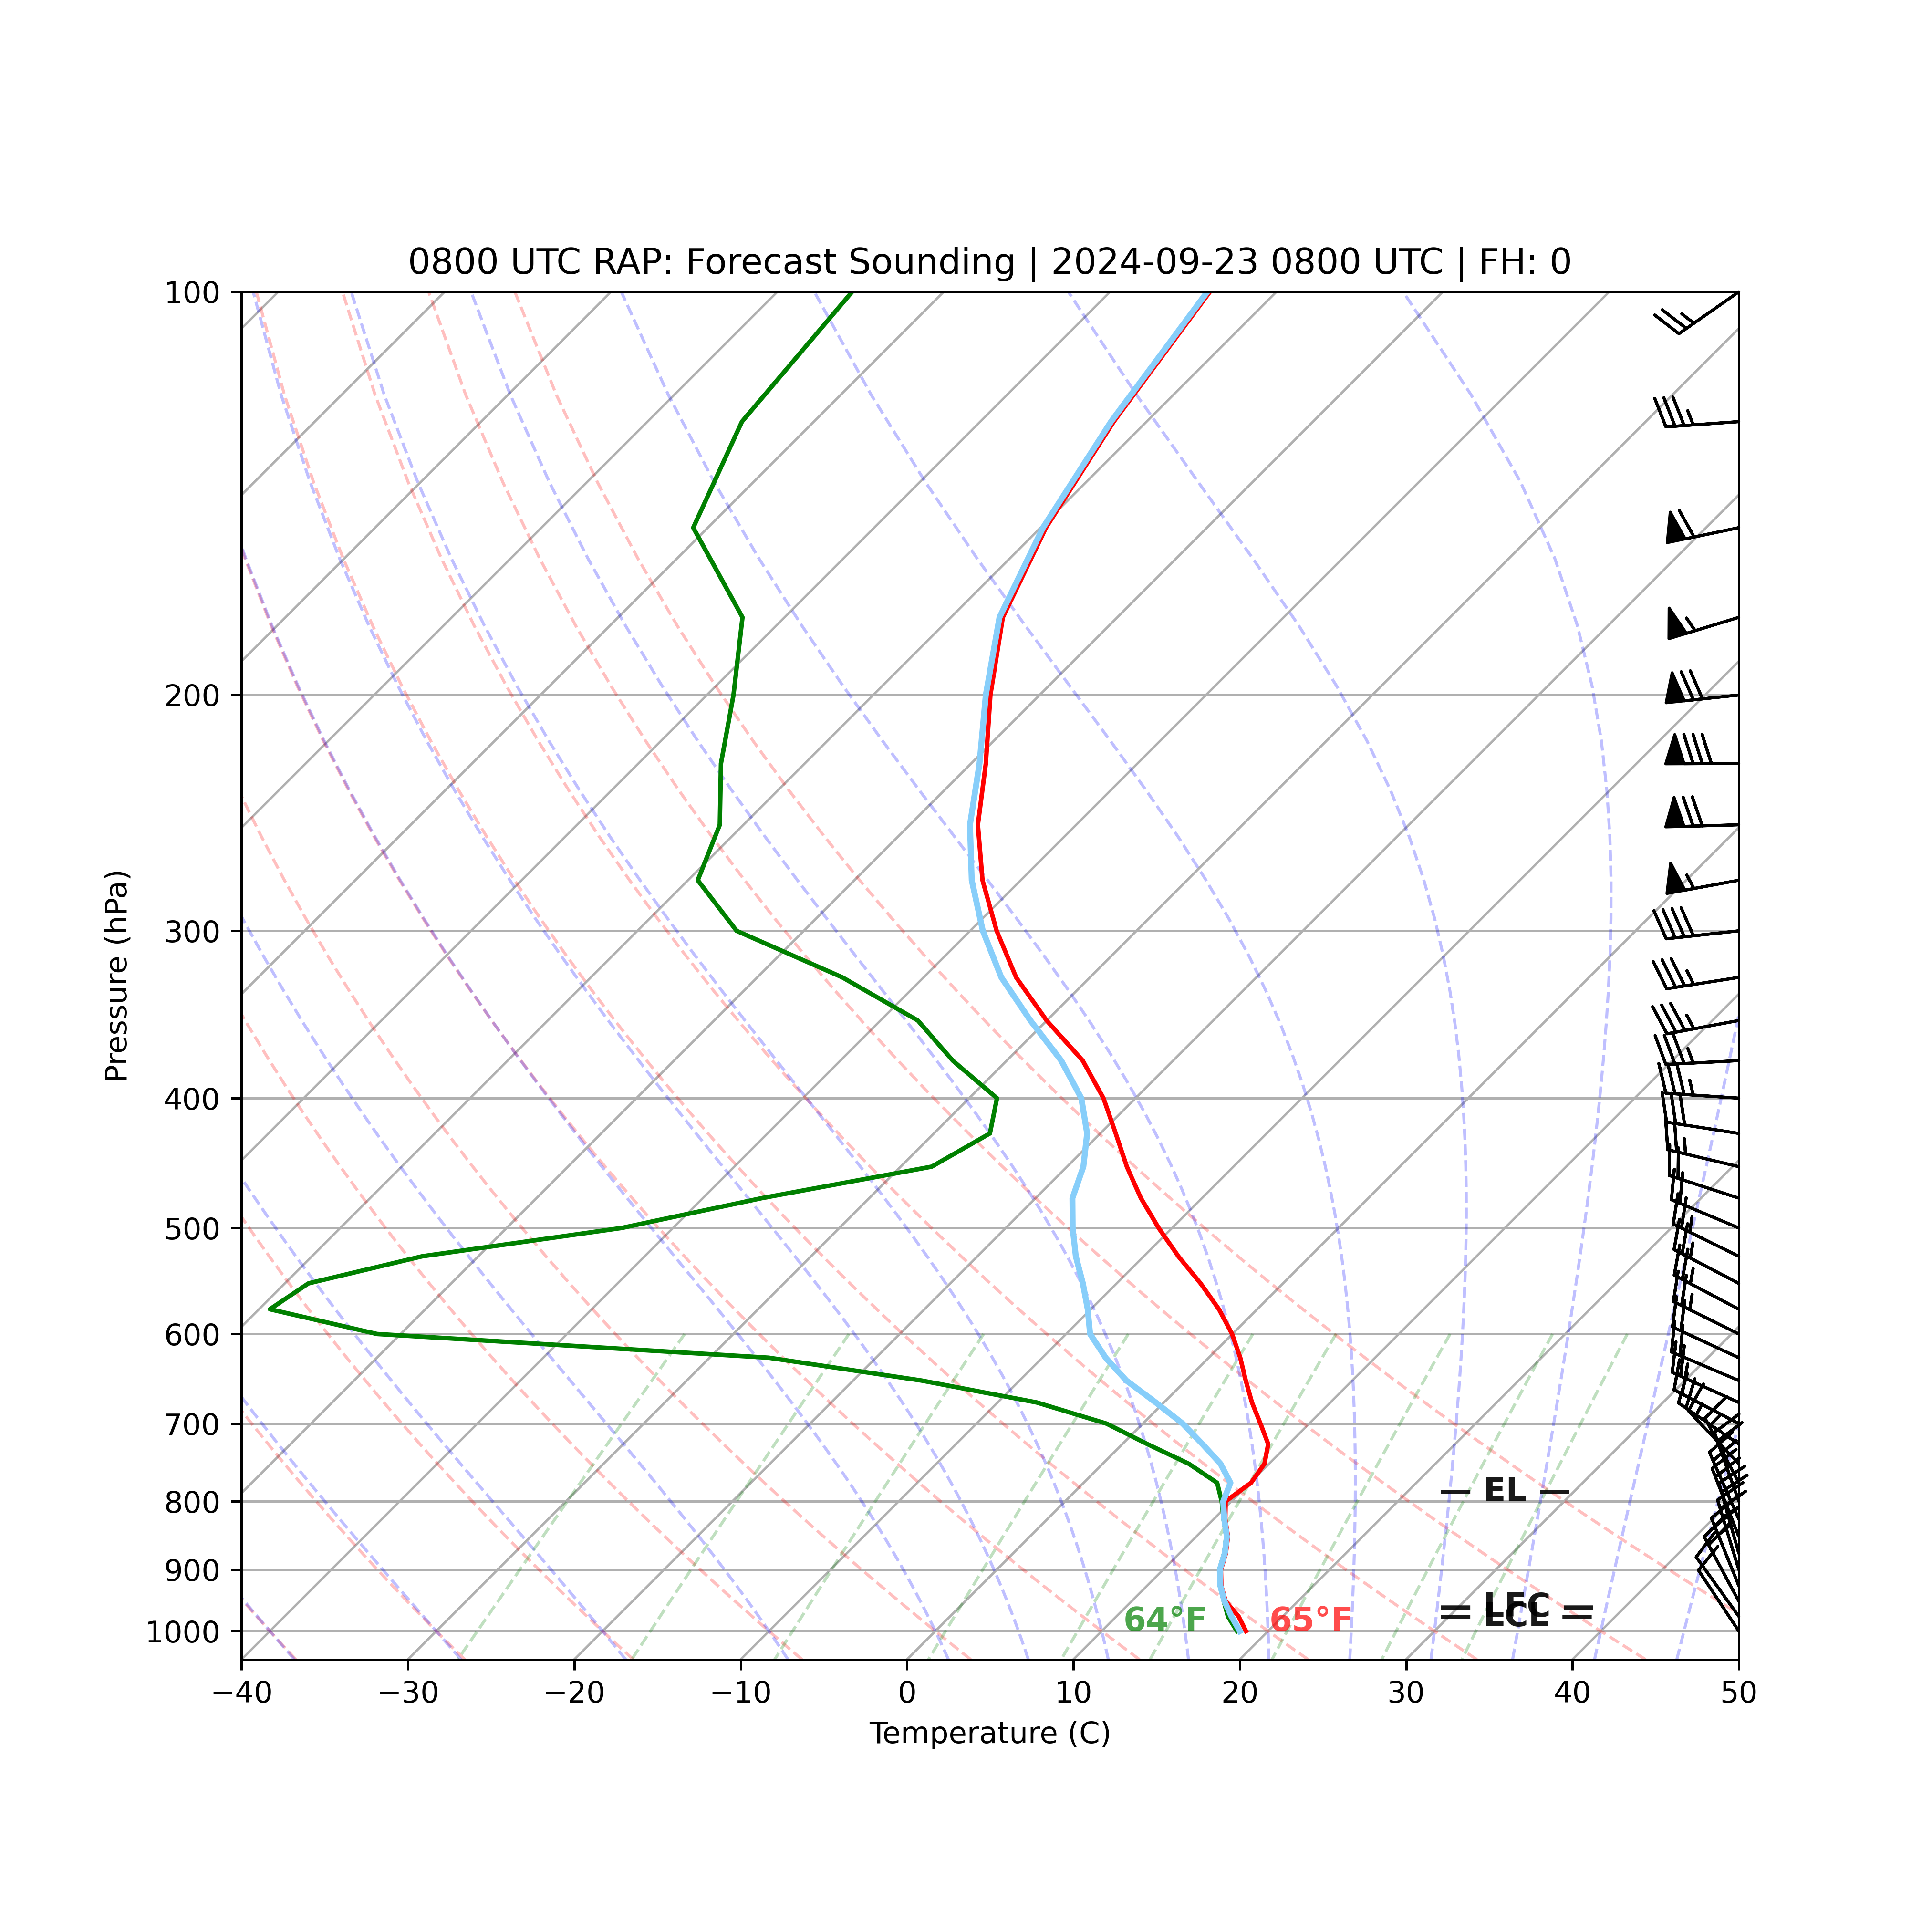 0800 UTC RAP: Forecast Sounding | 2024-09-23 0800 UTC | FH: 0
100
200
300
400
500
600
700
800
900
1000
Pressure (hPa)
— EL —
= LFC =
= LCL =
64°F 65°F
−40 −30 −20 −10 0 10 20 30 40 50
Temperature (C)